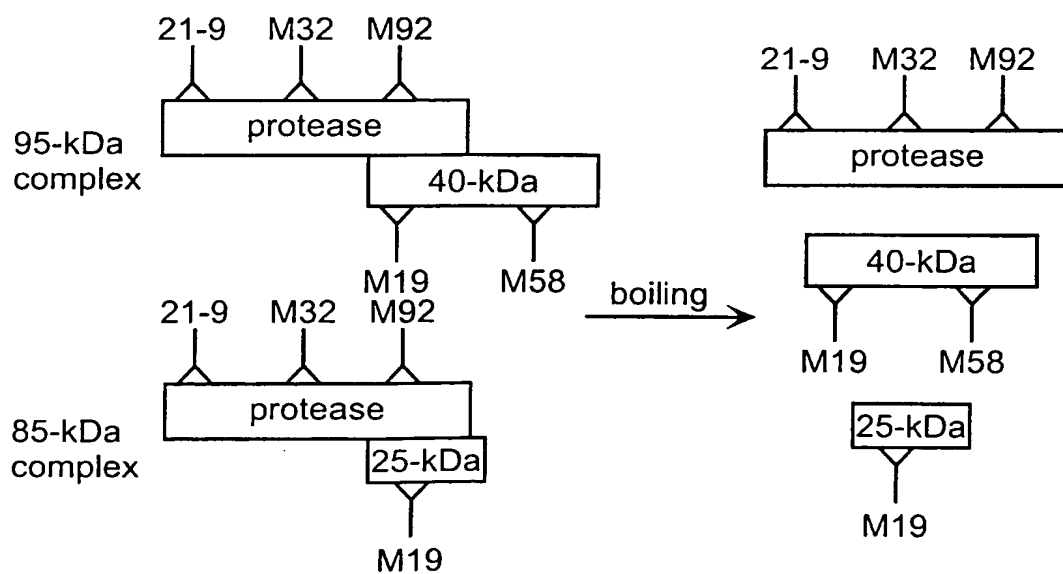 21-9 M32 M92
protease
95-kDa
complex
40-kDa
M19 M58
21-9 M32 M92
protease
85-kDa
complex
25-kDa
M19
boiling
21-9 M32 M92
protease
40-kDa
M19 M58
25-kDa
M19